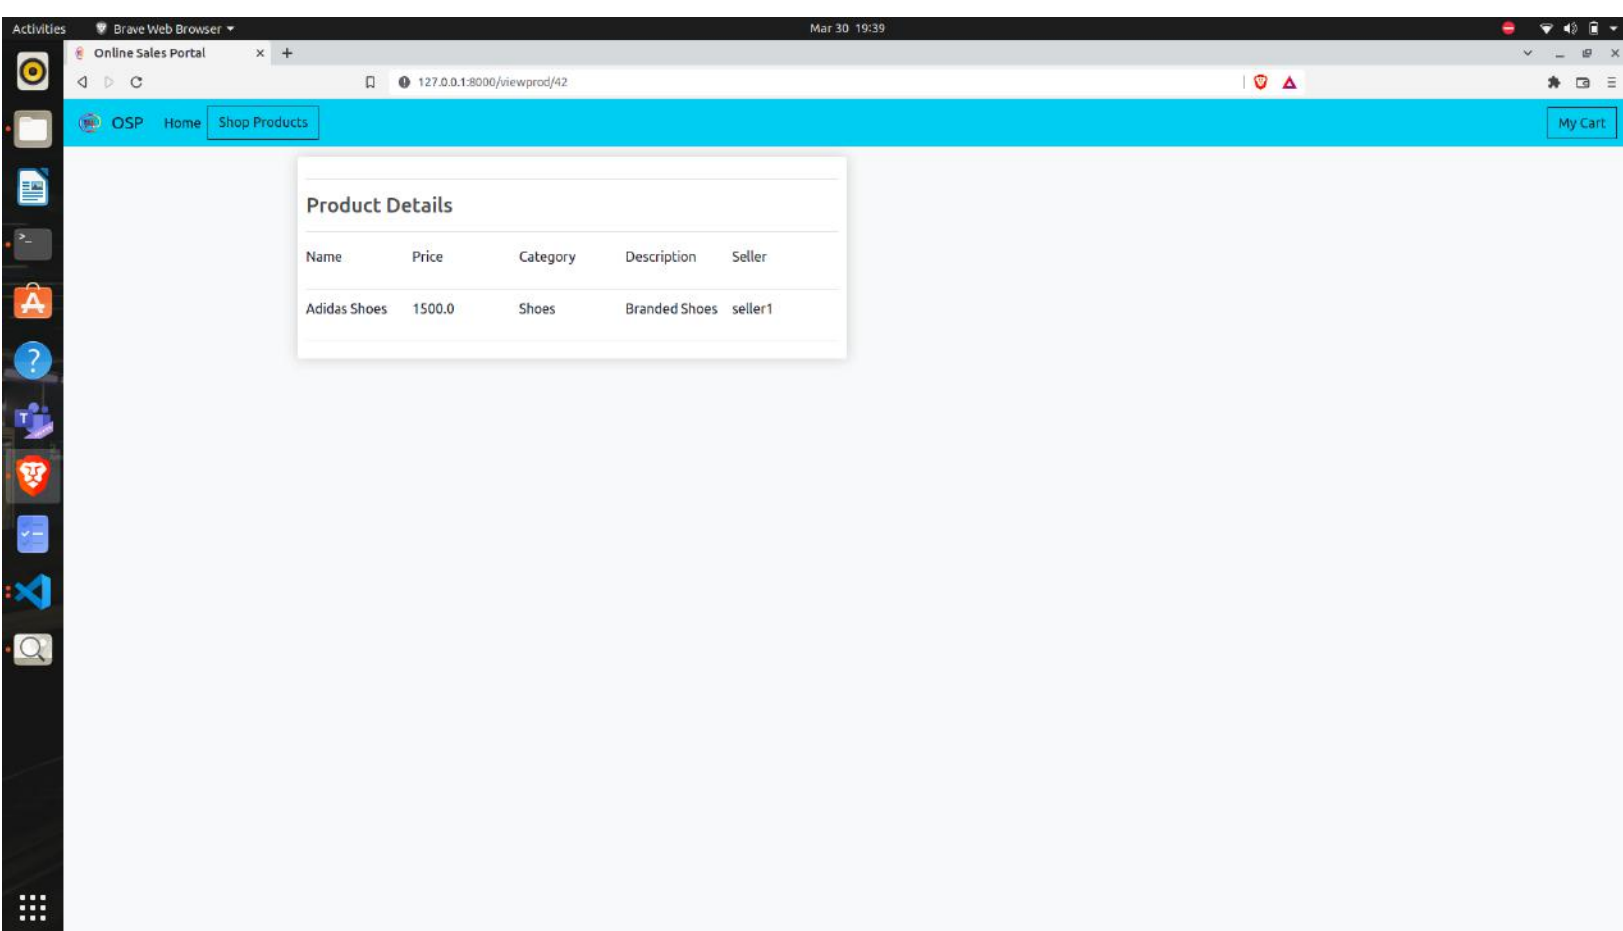 Activities Brave Web Browser Mar 30 19:39
Online Sales Portal
127.0.0.1:8000/viewprod/42
OSP Home Shop Products My Cart
Product Details
Name Price Category Description Seller
Adidas Shoes 1500.0 Shoes Branded Shoes seller1